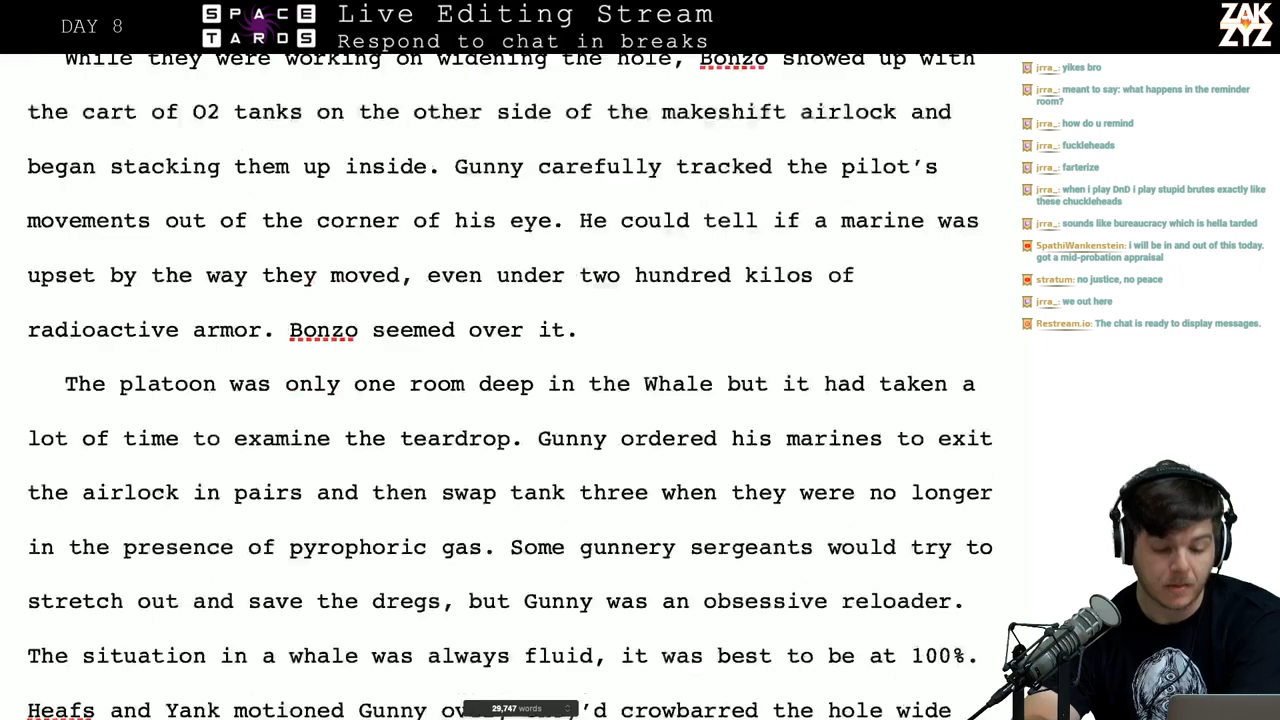 DAY 8
SPACE
TARDS
Live Editing Stream
Respond to chat in breaks
ZAK
ZYZ
While they were working on widening the hole, Bonzo showed up with
the cart of O2 tanks on the other side of the makeshift airlock and
began stacking them up inside. Gunny carefully tracked the pilot’s
movements out of the corner of his eye. He could tell if a marine was
upset by the way they moved, even under two hundred kilos of
radioactive armor. Bonzo seemed over it.
The platoon was only one room deep in the Whale but it had taken a
lot of time to examine the teardrop. Gunny ordered his marines to exit
the airlock in pairs and then swap tank three when they were no longer
in the presence of pyrophoric gas. Some gunnery sergeants would try to
stretch out and save the dregs, but Gunny was an obsessive reloader.
The situation in a whale was always fluid, it was best to be at 100%.
Heafs and Yank motioned Gunny crowbarred the hole wide
29,747 words
jrra_: yikes bro
jrra_: meant to say: what happens in the reminder
room?
jrra_: how do u remind
jrra_: fuckleheads
jrra_: farterize
jrra_: when i play DnD i play stupid brutes exactly like
these chuckleheads
jrra_: sounds like bureaucracy which is hella tarded
SpathiWankenstein: i will be in and out of this today.
got a mid-probation appraisal
stratum: no justice, no peace
jrra_: we out here
Restream.io: The chat is ready to display messages.